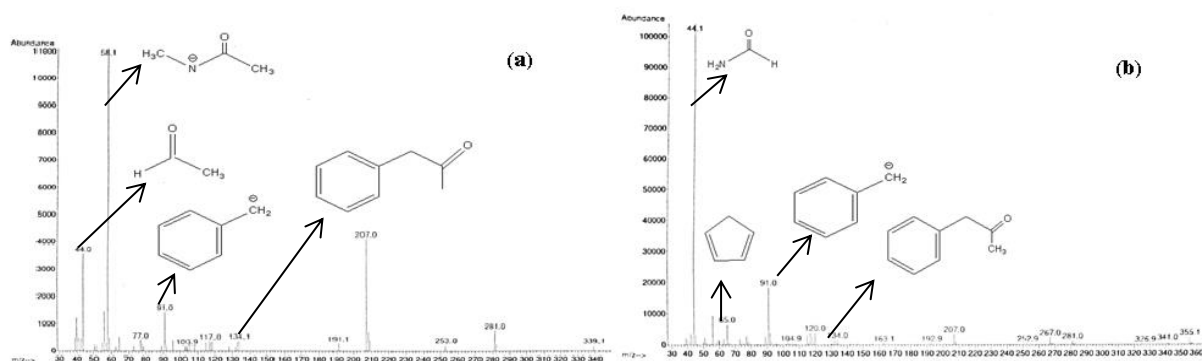 Abundance
11000
10000
9000
8000
7000
6000
5000
4000
3000
2000
1000
0
m/z-->
30 40 50 60 70 80 90 100 110 120 130 140 150 160 170 180 190 200 210 220 230 240 250 260 270 280 290 300 310 320 330 340
58.1
44.0
77.0
91.0
103.9
117.0
134.1
191.1
207.0
253.0
281.0
339.1
H₃C
N
⊖
O
CH₃
O
H
CH₃
⊖
CH₂
O
(a)
Abundance
100000
90000
80000
70000
60000
50000
40000
30000
20000
10000
0
m/z-->
30 40 50 60 70 80 90 100 110 120 130 140 150 160 170 180 190 200 210 220 230 240 250 260 270 280 290 300 310 320 330 340 350
44.1
65.0
91.0
104.9
120.0
134.0
163.1
192.9
207.0
252.9
267.0
281.0
326.9
341.0
355.1
O
H₂N
H
⊖
CH₂
O
CH₃
(b)